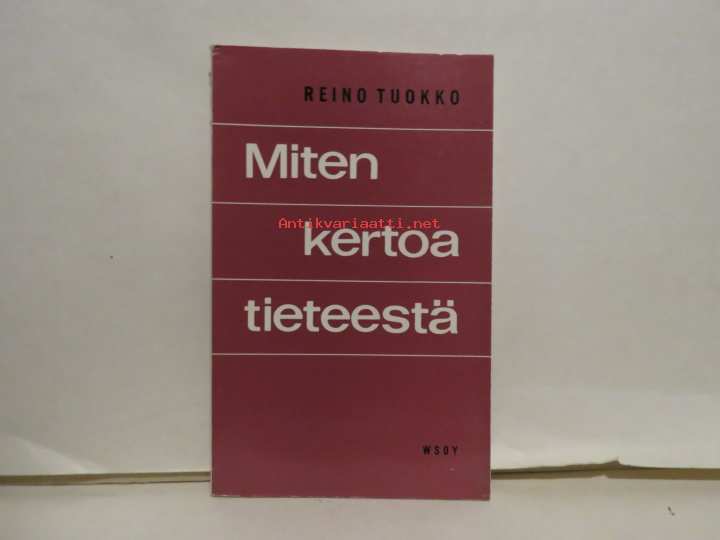 REINO TUOKKO
Miten
Antikvariaatti.net
kertoa
tieteestä
WSOY